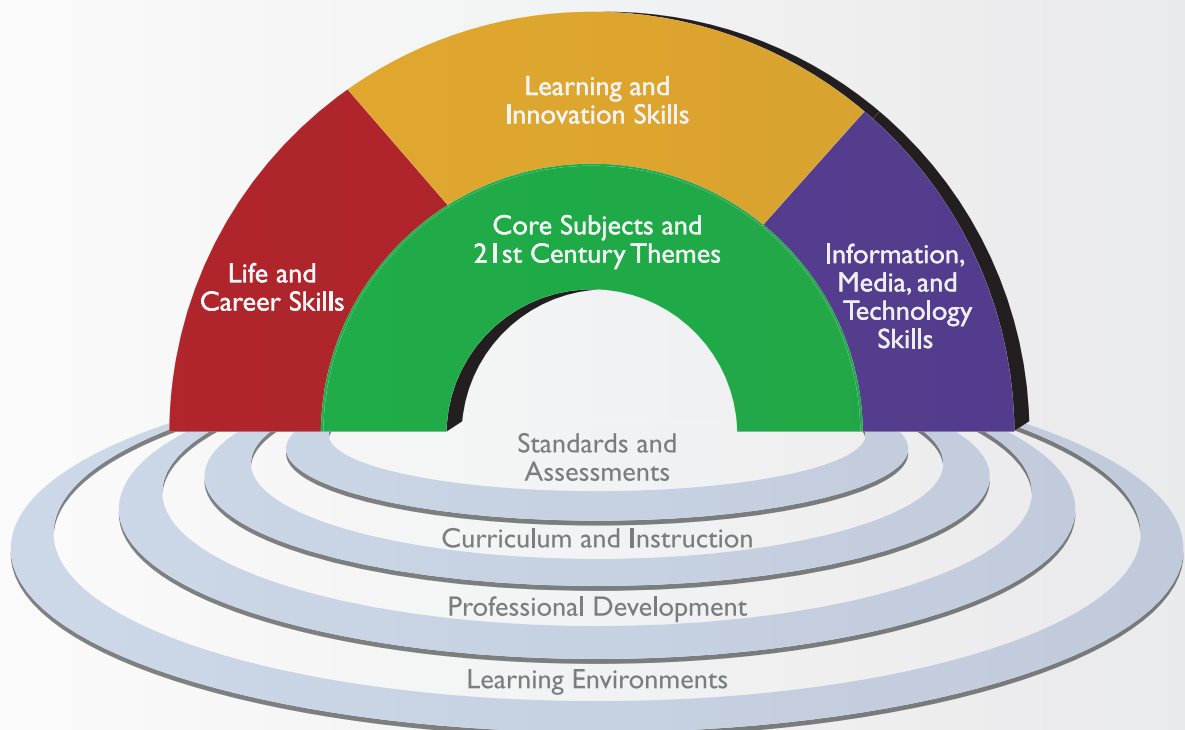 Learning and
Innovation Skills
Core Subjects and
21st Century Themes
Life and
Career Skills
Information,
Media, and
Technology
Skills
Standards and
Assessments
Curriculum and Instruction
Professional Development
Learning Environments